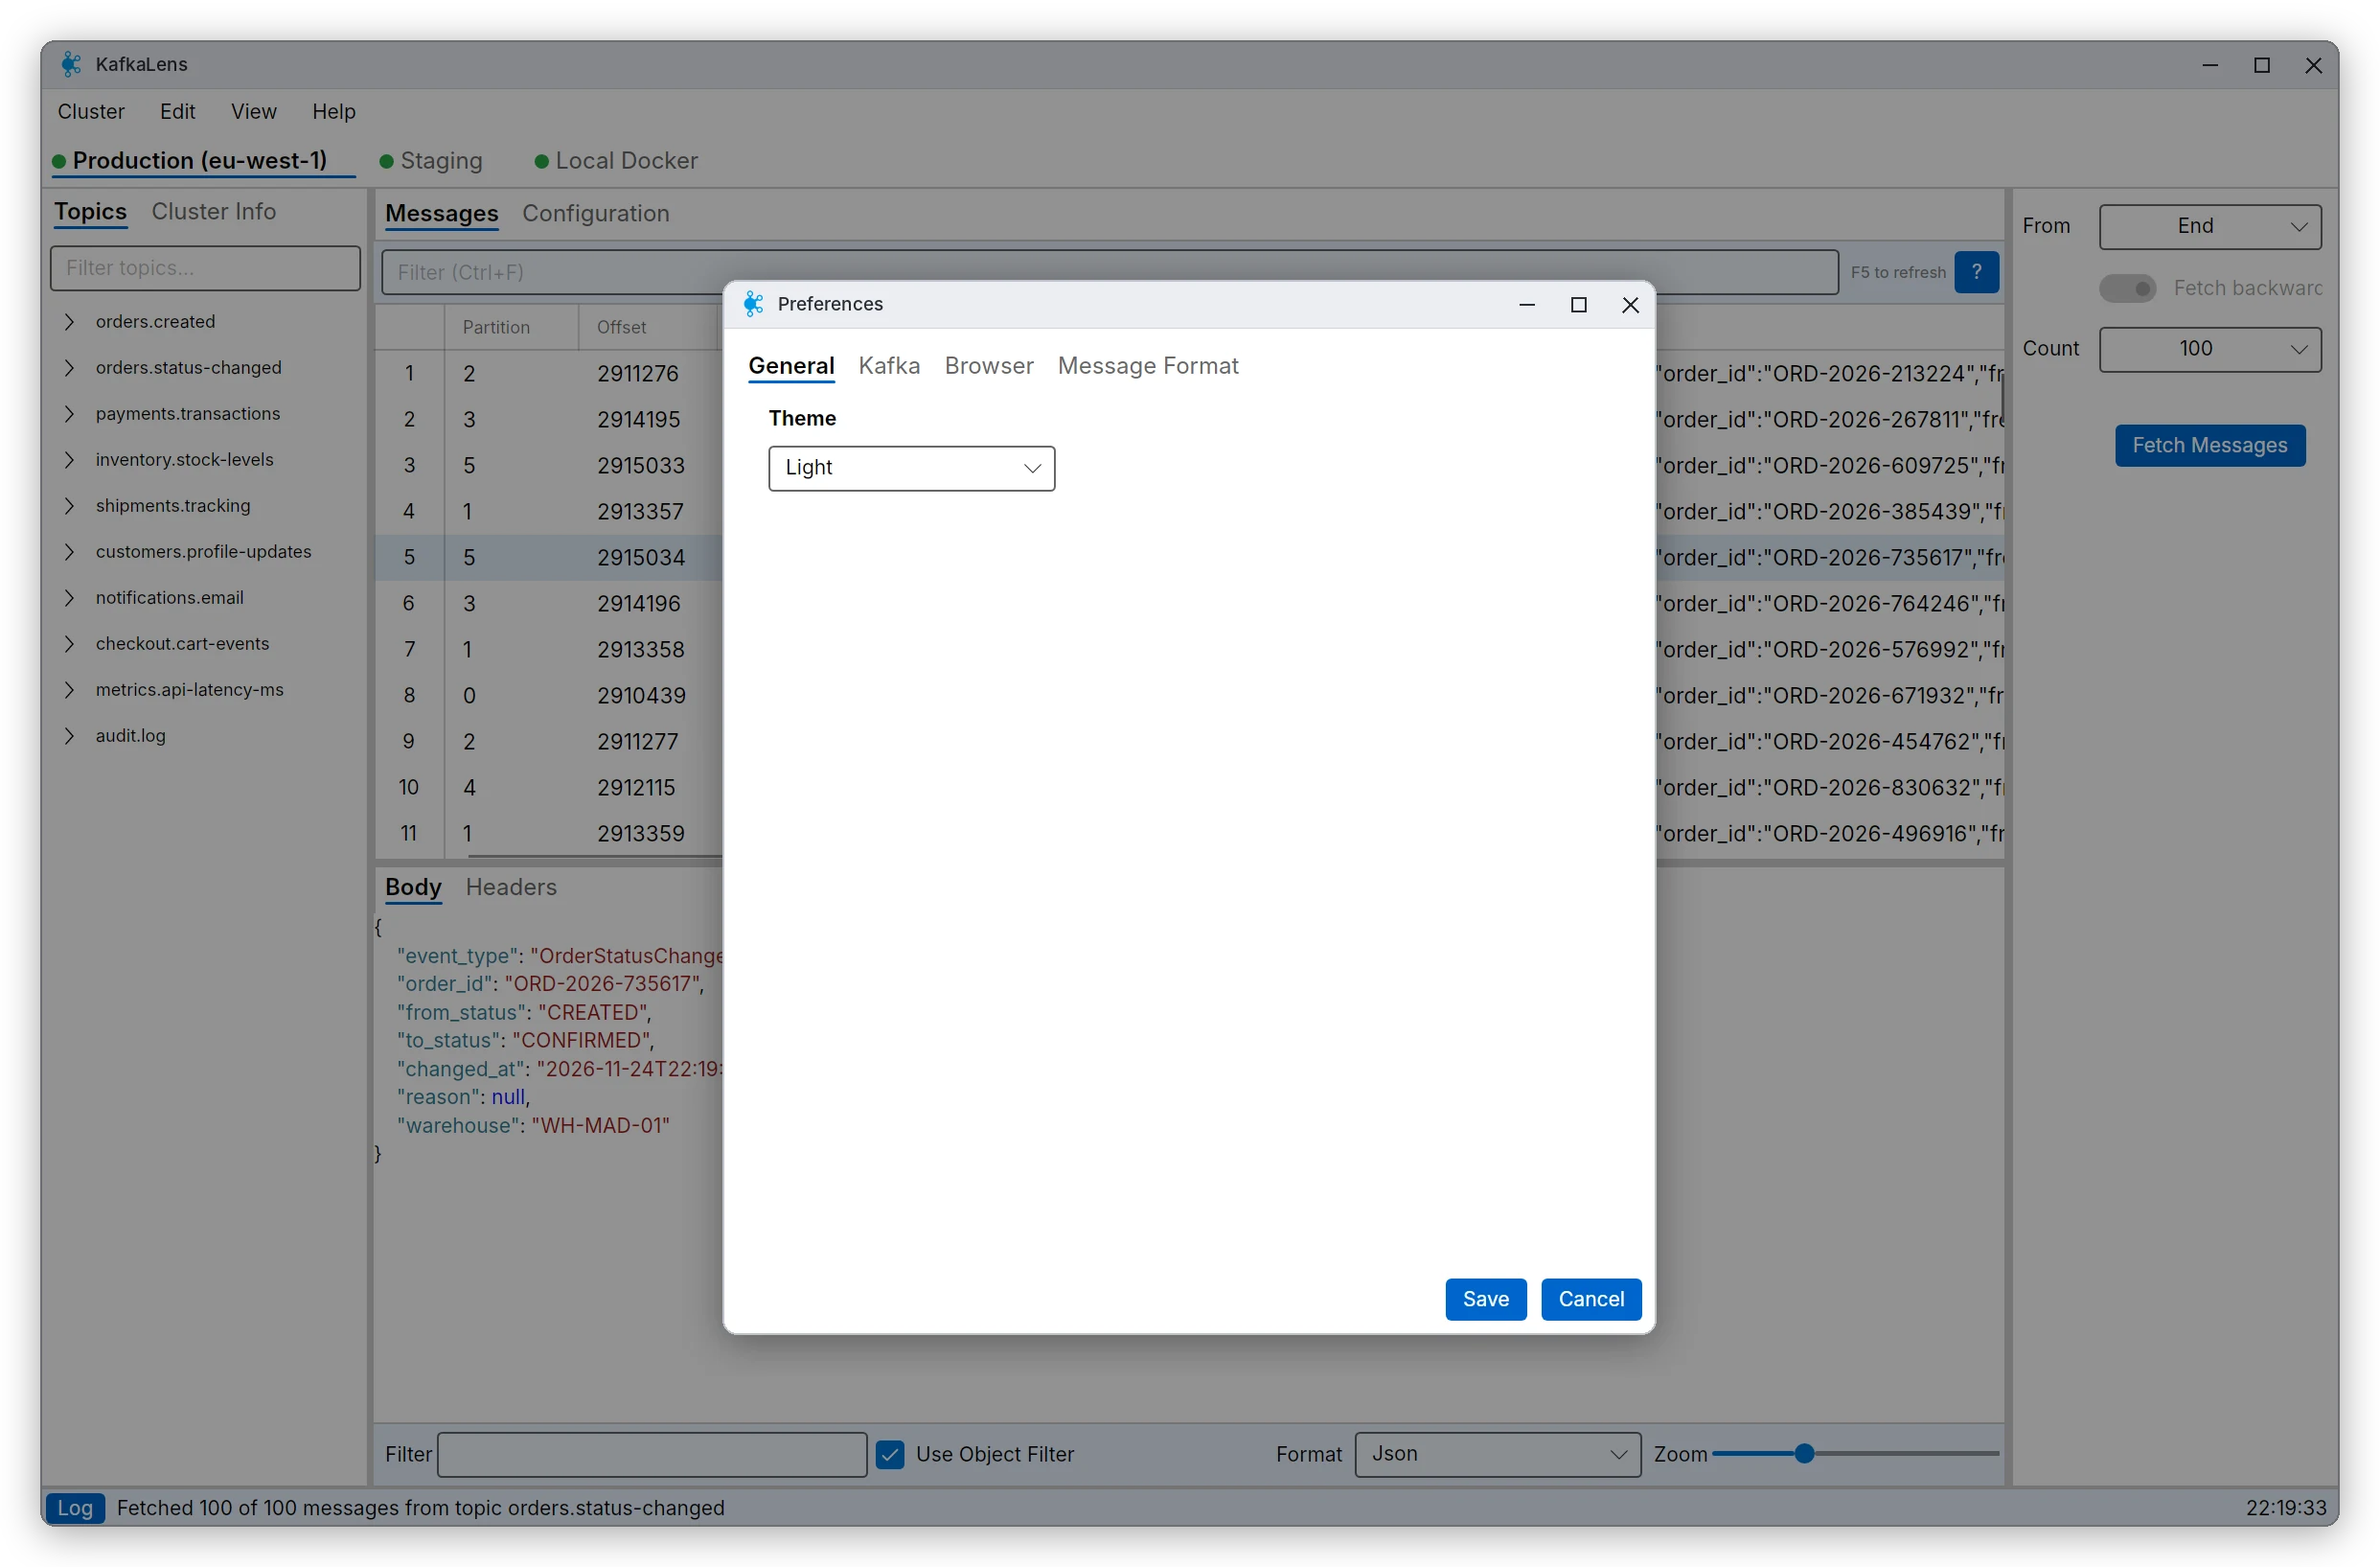 KafkaLens
Cluster Edit View Help
Production (eu-west-1) Staging Local Docker
Topics Cluster Info
Filter topics...
orders.created
orders.status-changed
payments.transactions
inventory.stock-levels
shipments.tracking
customers.profile-updates
notifications.email
checkout.cart-events
metrics.api-latency-ms
audit.log
Messages Configuration
Filter (Ctrl+F) F5 to refresh ?
Partition Offset
1 2 2911276 "order_id":"ORD-2026-213224","fr
2 3 2914195 "order_id":"ORD-2026-267811","fre
3 5 2915033 "order_id":"ORD-2026-609725","fr
4 1 2913357 "order_id":"ORD-2026-385439","fr
5 5 2915034 "order_id":"ORD-2026-735617","fr
6 3 2914196 "order_id":"ORD-2026-764246","fr
7 1 2913358 "order_id":"ORD-2026-576992","fr
8 0 2910439 "order_id":"ORD-2026-671932","fr
9 2 2911277 "order_id":"ORD-2026-454762","fr
10 4 2912115 "order_id":"ORD-2026-830632","fr
11 1 2913359 "order_id":"ORD-2026-496916","fr
Body Headers
{
"event_type": "OrderStatusChange
"order_id": "ORD-2026-735617",
"from_status": "CREATED",
"to_status": "CONFIRMED",
"changed_at": "2026-11-24T22:19:
"reason": null,
"warehouse": "WH-MAD-01"
}
Filter Use Object Filter Format Json Zoom
From End
Fetch backward
Count 100
Fetch Messages
Preferences
General Kafka Browser Message Format
Theme
Light
Save Cancel
Log Fetched 100 of 100 messages from topic orders.status-changed 22:19:33